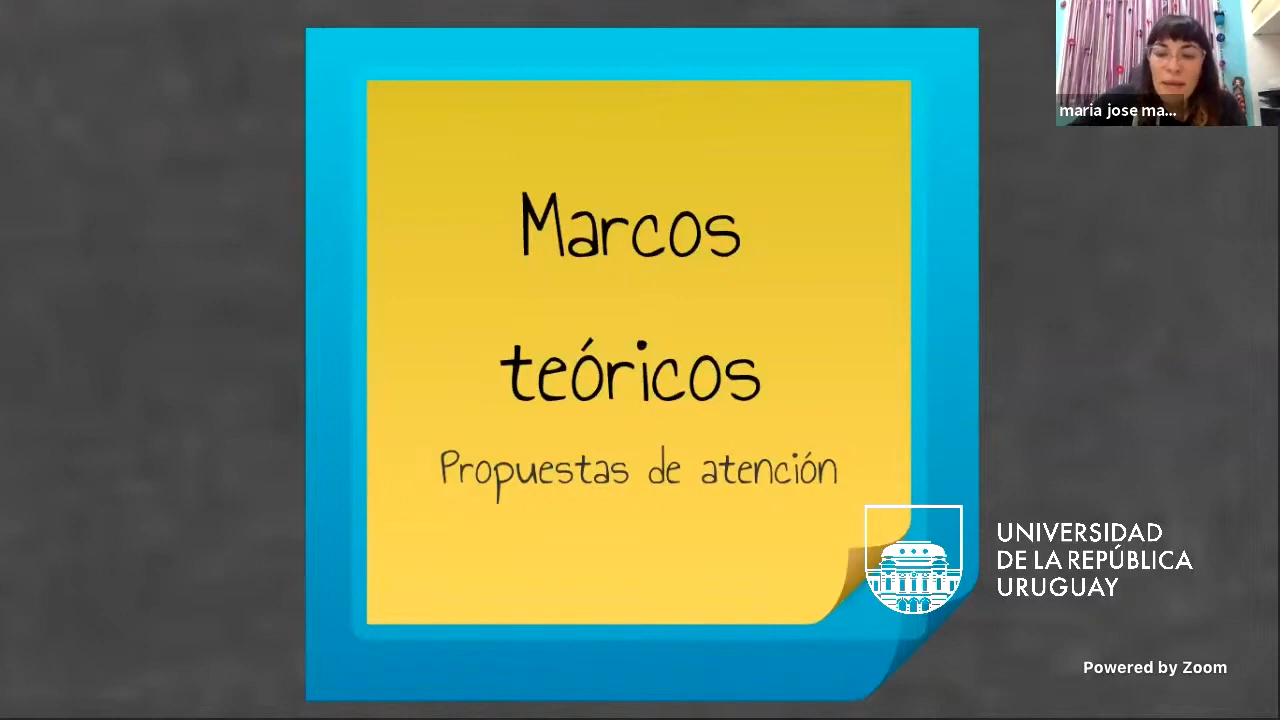 maria jose ma...
Marcos
teóricos
Propuestas de atención
UNIVERSIDAD
DE LA REPÚBLICA
URUGUAY
Powered by Zoom